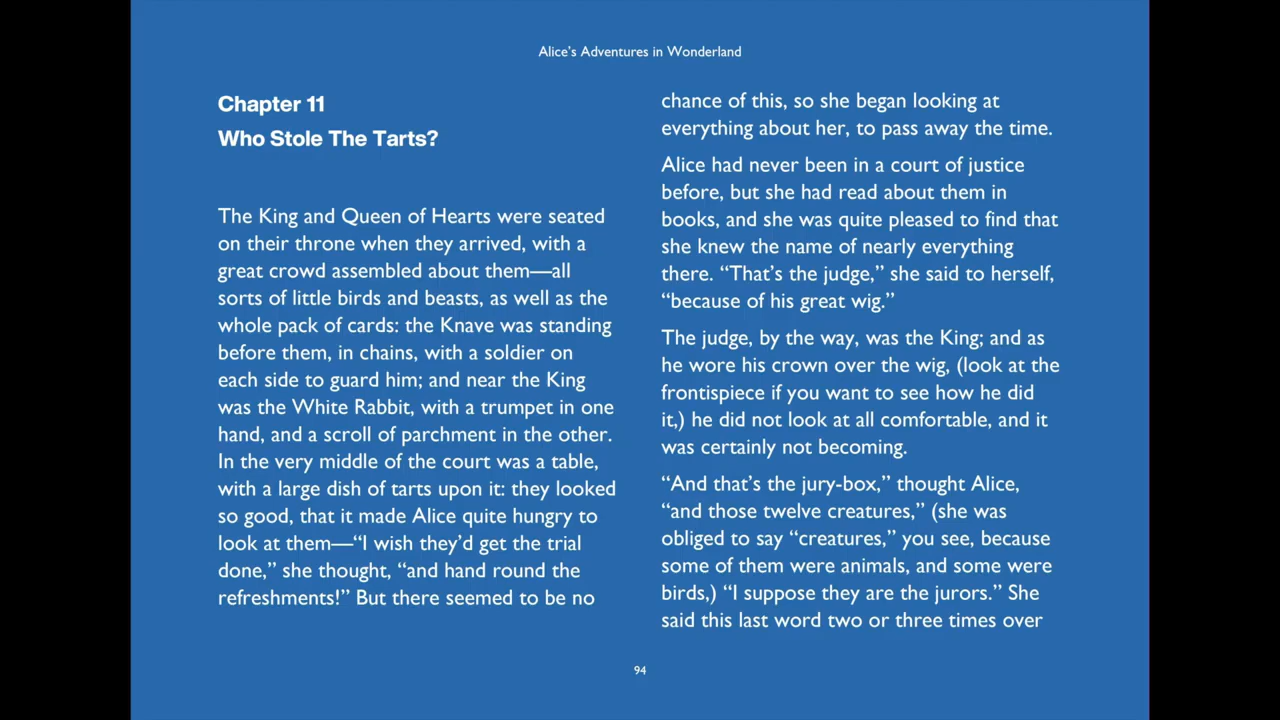 Alice’s Adventures in Wonderland
Chapter 11
Who Stole The Tarts?
The King and Queen of Hearts were seated
on their throne when they arrived, with a
great crowd assembled about them—all
sorts of little birds and beasts, as well as the
whole pack of cards: the Knave was standing
before them, in chains, with a soldier on
each side to guard him; and near the King
was the White Rabbit, with a trumpet in one
hand, and a scroll of parchment in the other.
In the very middle of the court was a table,
with a large dish of tarts upon it: they looked
so good, that it made Alice quite hungry to
look at them—“I wish they’d get the trial
done,” she thought, “and hand round the
refreshments!” But there seemed to be no
chance of this, so she began looking at
everything about her, to pass away the time.
Alice had never been in a court of justice
before, but she had read about them in
books, and she was quite pleased to find that
she knew the name of nearly everything
there. “That’s the judge,” she said to herself,
“because of his great wig.”
The judge, by the way, was the King; and as
he wore his crown over the wig, (look at the
frontispiece if you want to see how he did
it,) he did not look at all comfortable, and it
was certainly not becoming.
“And that’s the jury-box,” thought Alice,
“and those twelve creatures,” (she was
obliged to say “creatures,” you see, because
some of them were animals, and some were
birds,) “I suppose they are the jurors.” She
said this last word two or three times over
94